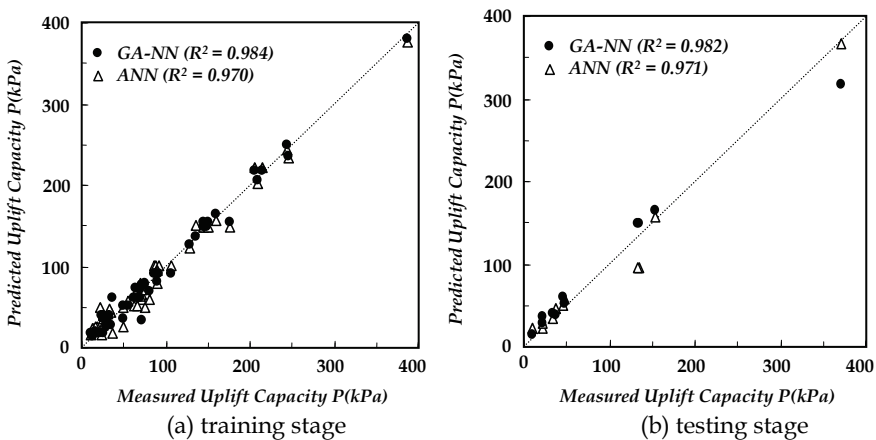 400
300
200
100
0
Predicted Uplift Capacity P(kPa)
GA-NN (R² = 0.984)
ANN (R² = 0.970)
0 100 200 300 400
Measured Uplift Capacity P(kPa)
(a) training stage
400
300
200
100
0
Predicted Uplift Capacity P(kPa)
GA-NN (R² = 0.982)
ANN (R² = 0.971)
0 100 200 300 400
Measured Uplift Capacity P(kPa)
(b) testing stage